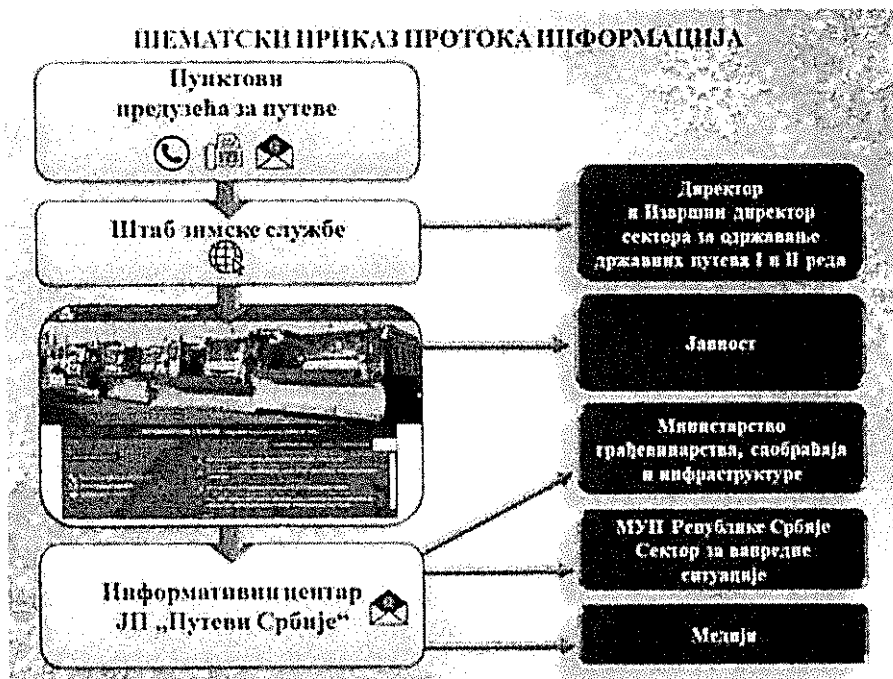 ШЕМАТСКИ ПРИКАЗ ПРОТОКА ИНФОРМАЦИЈА
Пунктови
предузећа за путеве
Штаб зимске службе
Информативни центар
ЈП „Путеви Србије“
Директор
и Извршни директор
сектора за одржавање
државних путева I и II реда
Јавност
Министарство
грађевинарства, саобраћаја
и инфраструктуре
МУП Републике Србије
Сектор за ванредне
ситуације
Медији